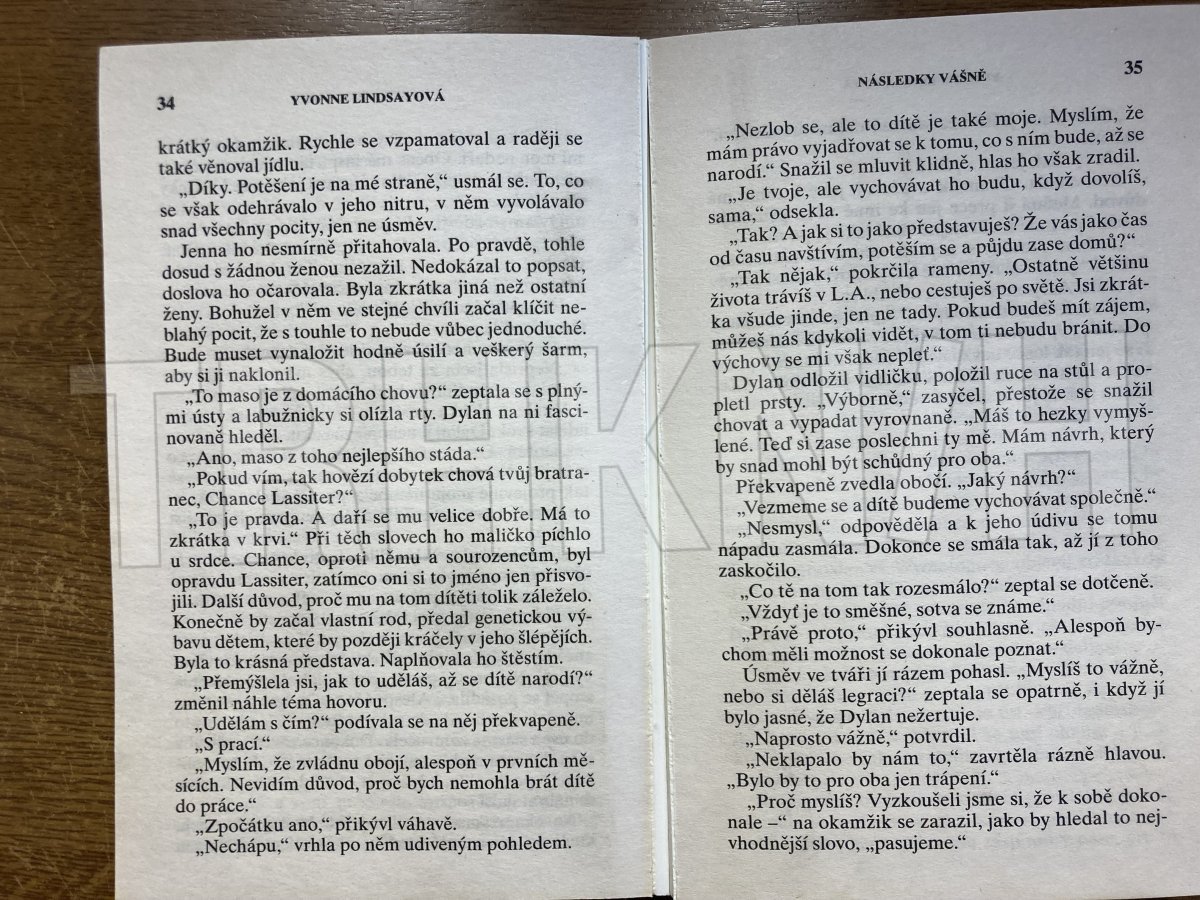 34
YVONNE LINDSAYOVÁ
krátký okamžik. Rychle se vzpamatoval a raději se
také věnoval jídlu.
„Díky. Potěšení je na mé straně,“ usmál se. To, co
se však odehrávalo v jeho nitru, v něm vyvolávalo
snad všechny pocity, jen ne úsměv.
Jenna ho nesmírně přitahovala. Po pravdě, tohle
dosud s žádnou ženou nezažil. Nedokázal to popsat,
doslova ho očarovala. Byla zkrátka jiná než ostatní
ženy. Bohužel v něm ve stejné chvíli začal klíčit ne-
blahý pocit, že s touhle to nebude vůbec jednoduché.
Bude muset vynaložit hodně úsilí a veškerý šarm,
aby si ji naklonil.
„To maso je z domácího chovu?“ zeptala se s plný-
mi ústy a labužnicky si olízla rty. Dylan na ni fasci-
novaně hleděl.
„Ano, maso z toho nejlepšího stáda.“
„Pokud vím, tak hovězí dobytek chová tvůj bratra-
nec, Chance Lassiter?“
„To je pravda. A daří se mu velice dobře. Má to
zkrátka v krvi.“ Při těch slovech ho maličko píchlo
u srdce. Chance, oproti němu a sourozencům, byl
opravdu Lassiter, zatímco oni si to jméno jen přisvo-
jili. Další důvod, proč mu na tom dítěti tolik záleželo.
Konečně by začal vlastní rod, předal genetickou vý-
bavu dětem, které by později kráčely v jeho šlépějích.
Byla to krásná představa. Naplňovala ho štěstím.
„Přemýšlela jsi, jak to uděláš, až se dítě narodí?“
změnil náhle téma hovoru.
„Udělám s čím?“ podívala se na něj překvapeně.
„S prací.“
„Myslím, že zvládnu obojí, alespoň v prvních mě-
sících. Nevidím důvod, proč bych nemohla brát dítě
do práce.“
„Zpočátku ano,“ přikývl váhavě.
„Nechápu,“ vrhla po něm udiveným pohledem.
NÁSLEDKY VÁŠNĚ
35
„Nezlob se, ale to dítě je také moje. Myslím, že
mám právo vyjadřovat se k tomu, co s ním bude, až se
narodí.“ Snažil se mluvit klidně, hlas ho však zradil.
„Je tvoje, ale vychovávat ho budu, když dovolíš,
sama,“ odsekla.
„Tak? A jak si to jako představuješ? Že vás jako čas
od času navštívím, potěším se a půjdu zase domů?“
„Tak nějak,“ pokrčila rameny. „Ostatně většinu
života trávíš v L.A., nebo cestuješ po světě. Jsi zkrát-
ka všude jinde, jen ne tady. Pokud budeš mít zájem,
můžeš nás kdykoli vidět, v tom ti nebudu bránit. Do
výchovy se mi však nepleť.“
Dylan odložil vidličku, položil ruce na stůl a pro-
pletl prsty. „Výborně,“ zasyčel, přestože se snažil
chovat a vypadat vyrovnaně. „Máš to hezky vymyš-
lené. Teď si zase poslechni ty mě. Mám návrh, který
by snad mohl být schůdný pro oba.“
Překvapeně zvedla obočí. „Jaký návrh?“
„Vezmeme se a dítě budeme vychovávat společně.“
„Nesmysl,“ odpověděla a k jeho údivu se tomu
nápadu zasmála. Dokonce se smála tak, až jí z toho
zaskočilo.
„Co tě na tom tak rozesmálo?“ zeptal se dotčeně.
„Vždyť je to směšné, sotva se známe.“
„Právě proto,“ přikývl souhlasně. „Alespoň by-
chom měli možnost se dokonale poznat.“
Úsměv ve tváři jí rázem pohasl. „Myslíš to vážně,
nebo si děláš legraci?“ zeptala se opatrně, i když jí
bylo jasné, že Dylan nežertuje.
„Naprosto vážně,“ potvrdil.
„Neklapalo by nám to,“ zavrtěla rázně hlavou.
„Bylo by to pro oba jen trápení.“
„Proč myslíš? Vyzkoušeli jsme si, že k sobě doko-
nale –“ na okamžik se zarazil, jako by hledal to nej-
vhodnější slovo, „pasujeme.“